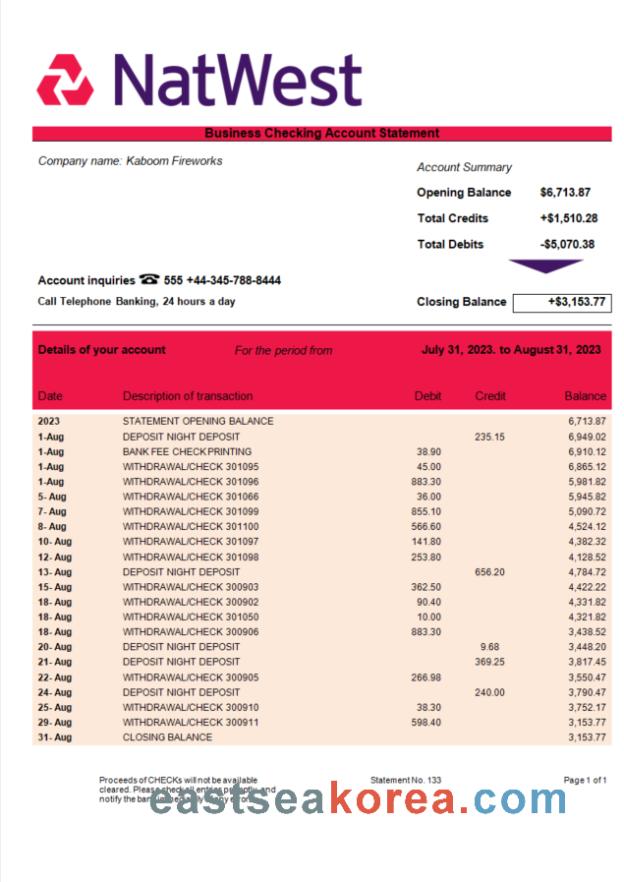 NatWest
Business Checking Account Statement
Company name: Kaboom Fireworks
Account Summary
Opening Balance $6,713.87
Total Credits +$1,510.28
Total Debits -$5,070.38
Account inquiries ☎ 555 +44-345-788-8444
Call Telephone Banking, 24 hours a day
Closing Balance +$3,153.77
Details of your account For the period from July 31, 2023. to August 31, 2023
Date Description of transaction Debit Credit Balance
2023 STATEMENT OPENING BALANCE 6,713.87
1-Aug DEPOSIT NIGHT DEPOSIT 235.15 6,949.02
1-Aug BANK FEE CHECK PRINTING 38.90 6,910.12
1-Aug WITHDRAWAL/CHECK 301095 45.00 6,865.12
1-Aug WITHDRAWAL/CHECK 301096 883.30 5,981.82
5- Aug WITHDRAWAL/CHECK 301066 36.00 5,945.82
7- Aug WITHDRAWAL/CHECK 301099 855.10 5,090.72
8- Aug WITHDRAWAL/CHECK 301100 566.60 4,524.12
10- Aug WITHDRAWAL/CHECK 301097 141.80 4,382.32
12- Aug WITHDRAWAL/CHECK 301098 253.80 4,128.52
13- Aug DEPOSIT NIGHT DEPOSIT 656.20 4,784.72
15- Aug WITHDRAWAL/CHECK 300903 362.50 4,422.22
18- Aug WITHDRAWAL/CHECK 300902 90.40 4,331.82
18- Aug WITHDRAWAL/CHECK 301050 10.00 4,321.82
18- Aug WITHDRAWAL/CHECK 300906 883.30 3,438.52
20- Aug DEPOSIT NIGHT DEPOSIT 9.68 3,448.20
21- Aug DEPOSIT NIGHT DEPOSIT 369.25 3,817.45
22- Aug WITHDRAWAL/CHECK 300905 266.98 3,550.47
24- Aug DEPOSIT NIGHT DEPOSIT 240.00 3,790.47
25- Aug WITHDRAWAL/CHECK 300910 38.30 3,752.17
29- Aug WITHDRAWAL/CHECK 300911 598.40 3,153.77
31- Aug CLOSING BALANCE 3,153.77
Proceeds of CHECKs will not be available Statement No. 133 Page 1 of 1
cleared. Please check all entries and
notify the
eastseakorea.com